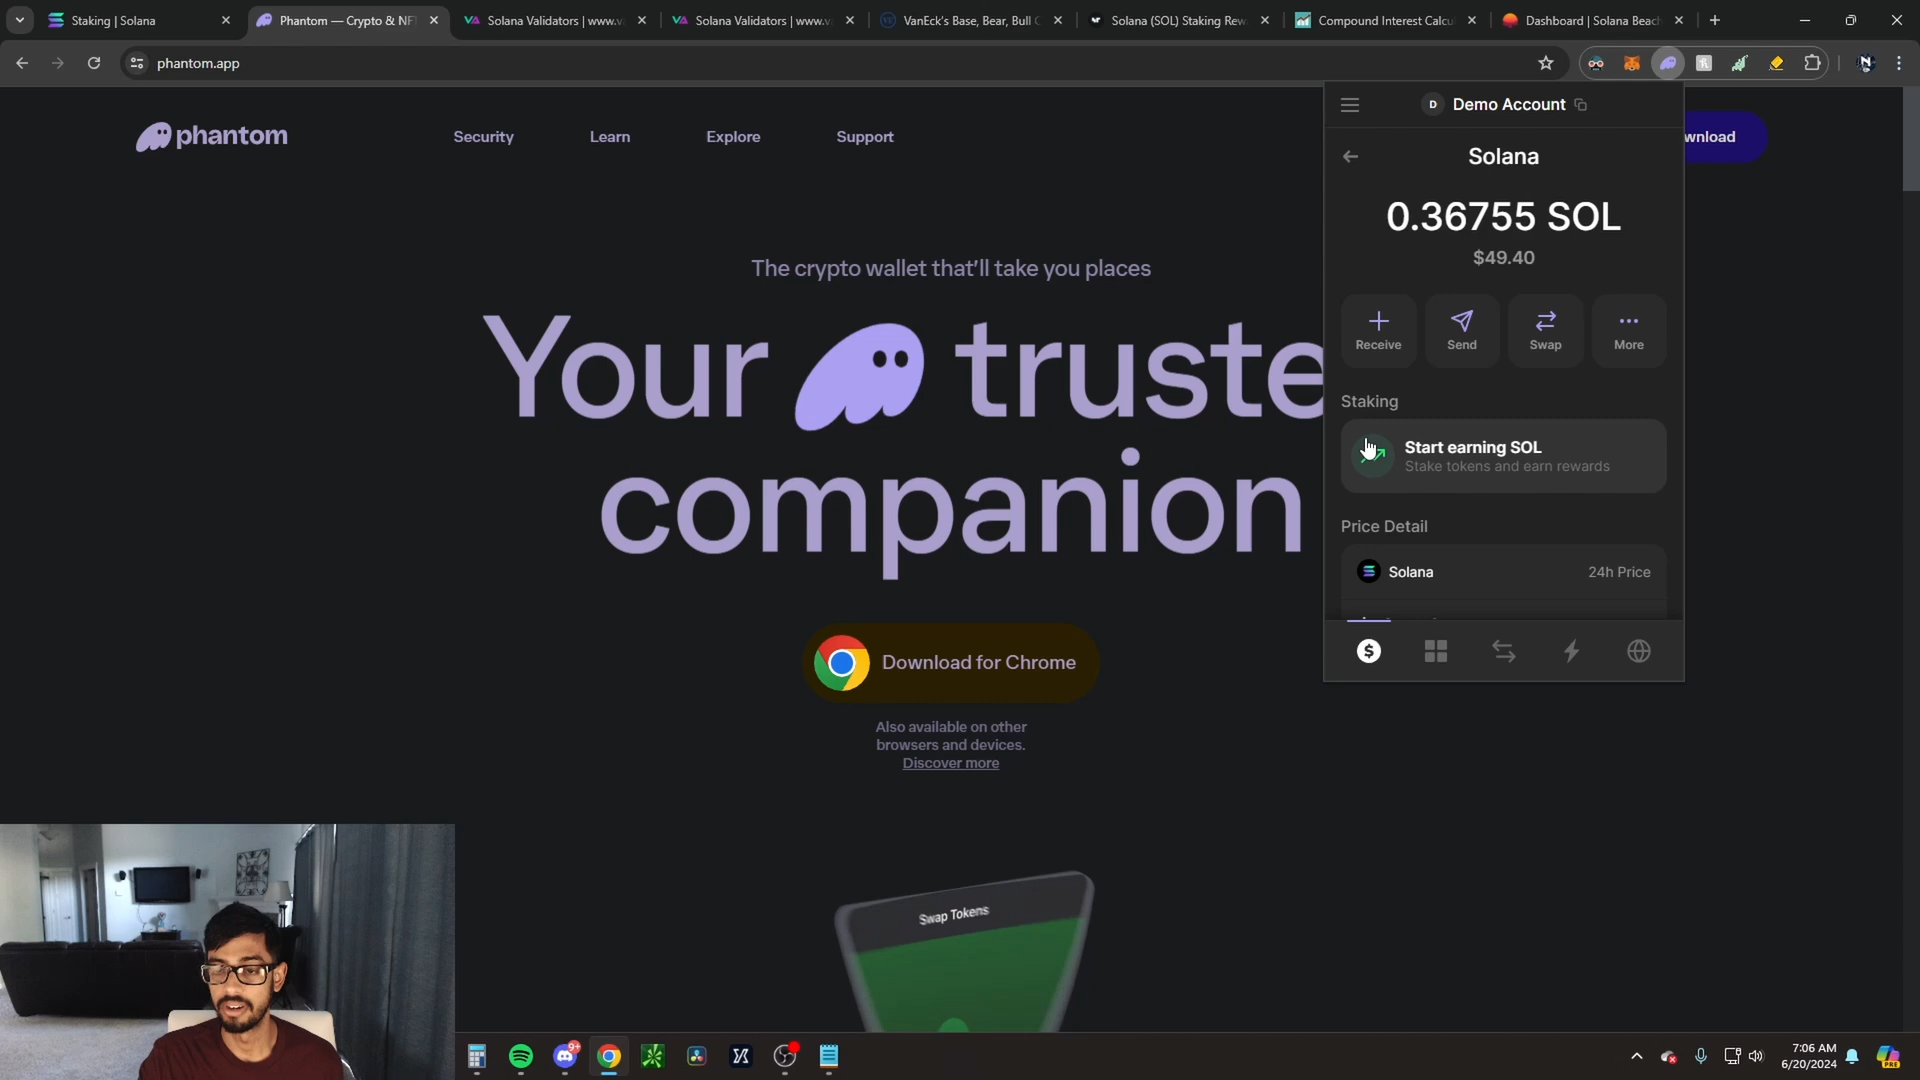 Staking | Solana
Phantom — Crypto & NF
Solana Validators | www.v
Solana Validators | www.v
VanEck's Base, Bear, Bull C
Solana (SOL) Staking Rew
Compound Interest Calcu
Dashboard | Solana Beach
phantom.app
phantom
Security
Learn
Explore
Support
wnload
The crypto wallet that'll take you places
Your truste
companion
Download for Chrome
Also available on other
browsers and devices.
Discover more
Swap Tokens
D Demo Account
Solana
0.36755 SOL
$49.40
Receive
Send
Swap
More
Staking
Start earning SOL
Stake tokens and earn rewards
Price Detail
Solana
24h Price
9+
7:06 AM
6/20/2024
PRE